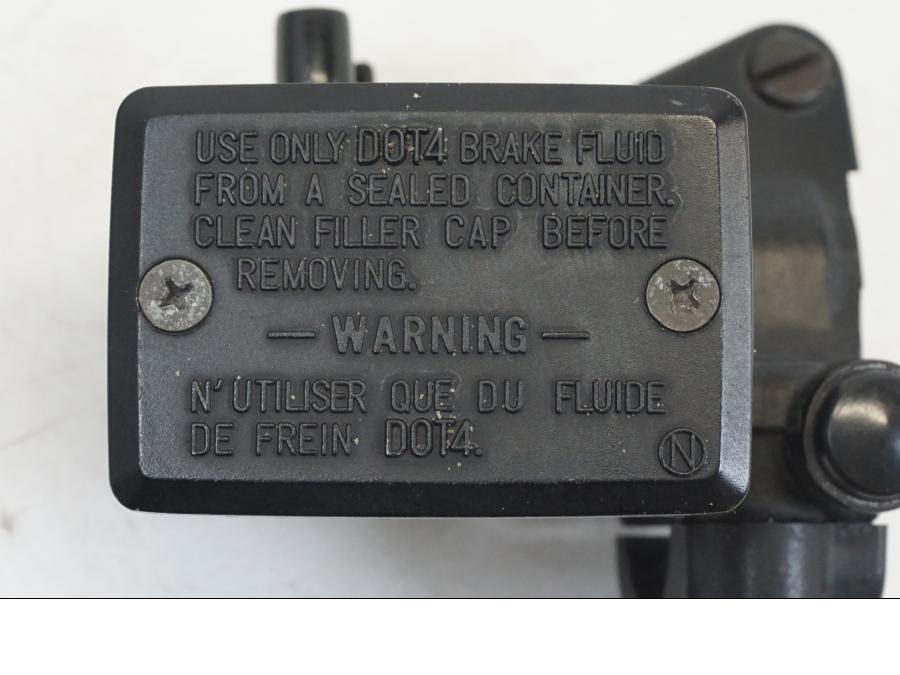 USE ONLY DOT4 BRAKE FLUID
FROM A SEALED CONTAINER.
CLEAN FILLER CAP BEFORE
REMOVING.
— WARNING —
N'UTILISER QUE DU FLUIDE
DE FREIN DOT4.
N